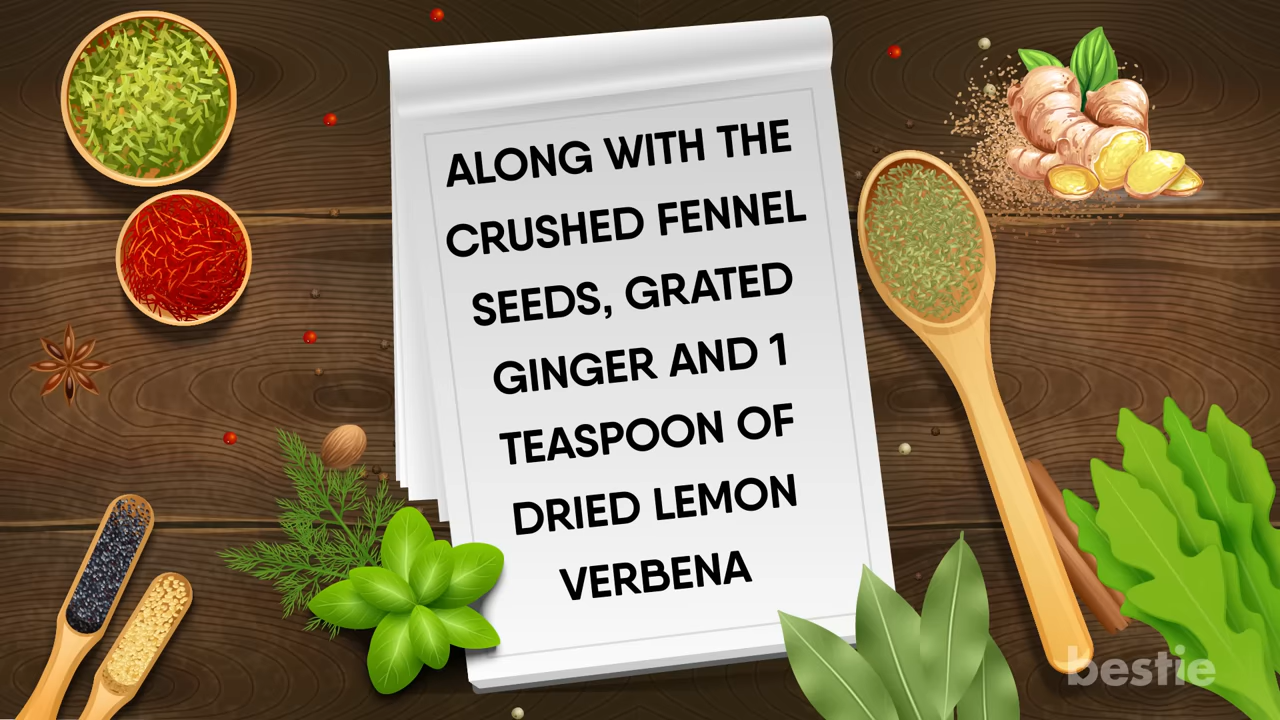 ALONG WITH THE
CRUSHED FENNEL
SEEDS, GRATED
GINGER AND 1
TEASPOON OF
DRIED LEMON
VERBENA
bestie